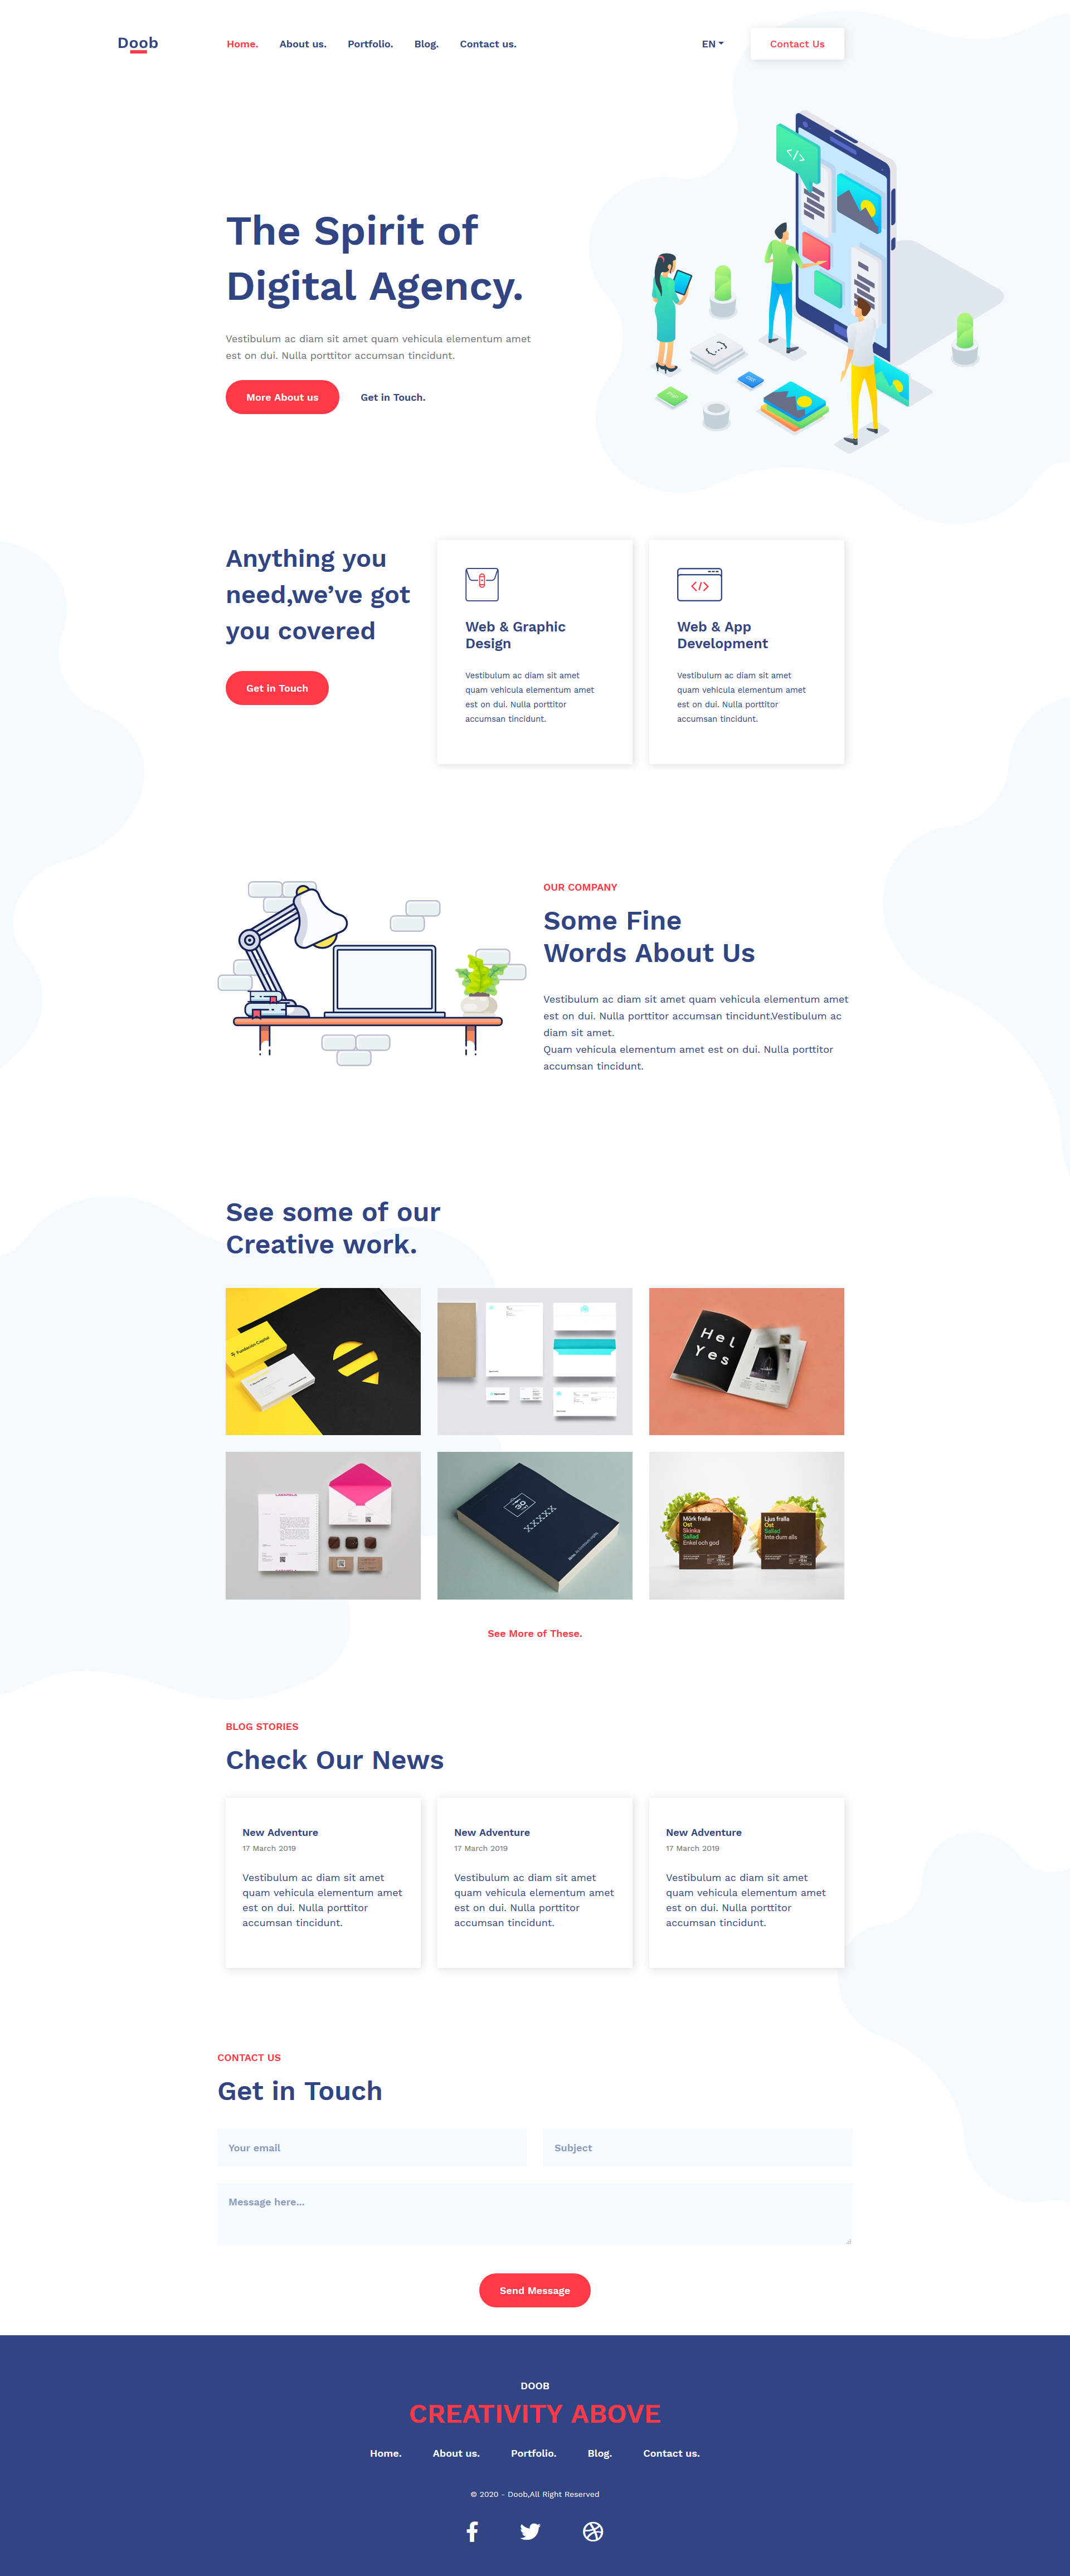 Doob
Home. About us. Portfolio. Blog. Contact us. EN Contact Us
</>
The Spirit of
Digital Agency.
Vestibulum ac diam sit amet quam vehicula elementum amet
est on dui. Nulla porttitor accumsan tincidunt.
More About us Get in Touch.
Anything you
need,we’ve got
you covered
Get in Touch
Web & Graphic
Design
Vestibulum ac diam sit amet
quam vehicula elementum amet
est on dui. Nulla porttitor
accumsan tincidunt.
</>
Web & App
Development
Vestibulum ac diam sit amet
quam vehicula elementum amet
est on dui. Nulla porttitor
accumsan tincidunt.
OUR COMPANY
Some Fine
Words About Us
Vestibulum ac diam sit amet quam vehicula elementum amet
est on dui. Nulla porttitor accumsan tincidunt.Vestibulum ac
diam sit amet.
Quam vehicula elementum amet est on dui. Nulla porttitor
accumsan tincidunt.
See some of our
Creative work.
Fundación Capital
Hel
Yes
30
XXXXX
Mörk fralla
Ost
Skinka
Sallad
Enkel och god
Ljus fralla
Ost
Sallad
Inte dum alls
See More of These.
BLOG STORIES
Check Our News
New Adventure
17 March 2019
Vestibulum ac diam sit amet
quam vehicula elementum amet
est on dui. Nulla porttitor
accumsan tincidunt.
New Adventure
17 March 2019
Vestibulum ac diam sit amet
quam vehicula elementum amet
est on dui. Nulla porttitor
accumsan tincidunt.
New Adventure
17 March 2019
Vestibulum ac diam sit amet
quam vehicula elementum amet
est on dui. Nulla porttitor
accumsan tincidunt.
CONTACT US
Get in Touch
Your email
Subject
Message here...
Send Message
DOOB
CREATIVITY ABOVE
Home. About us. Portfolio. Blog. Contact us.
© 2020 - Doob,All Right Reserved